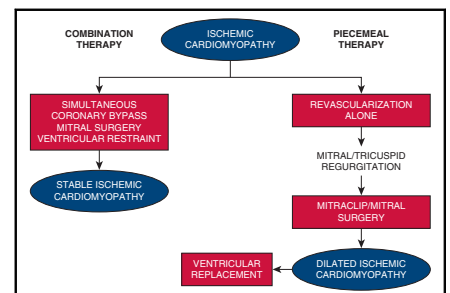 COMBINATION
THERAPY
ISCHEMIC
CARDIOMYOPATHY
PIECEMEAL
THERAPY
SIMULTANEOUS
CORONARY BYPASS
MITRAL SURGERY
VENTRICULAR RESTRAINT
STABLE ISCHEMIC
CARDIOMYOPATHY
REVASCULARIZATION
ALONE
MITRAL/TRICUSPID
REGURGITATION
MITRACLIP/MITRAL
SURGERY
VENTRICULAR
REPLACEMENT
DILATED ISCHEMIC
CARDIOMYOPATHY